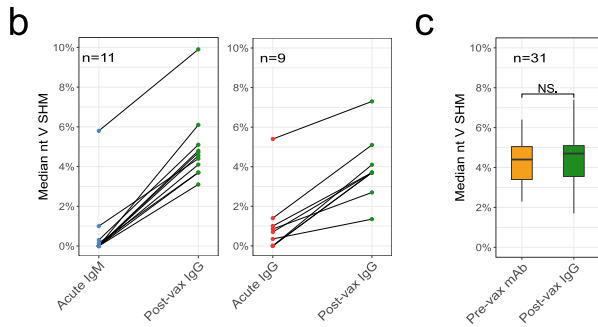 b
c
Median nt V SHM
10%
8%
6%
4%
2%
0%
n=11
Acute IgM
Post-vax IgG
10%
8%
6%
4%
2%
0%
n=9
Acute IgG
Post-vax IgG
Median nt V SHM
10%
8%
6%
4%
2%
0%
n=31
NS.
Pre-vax mAb
Post-vax IgG